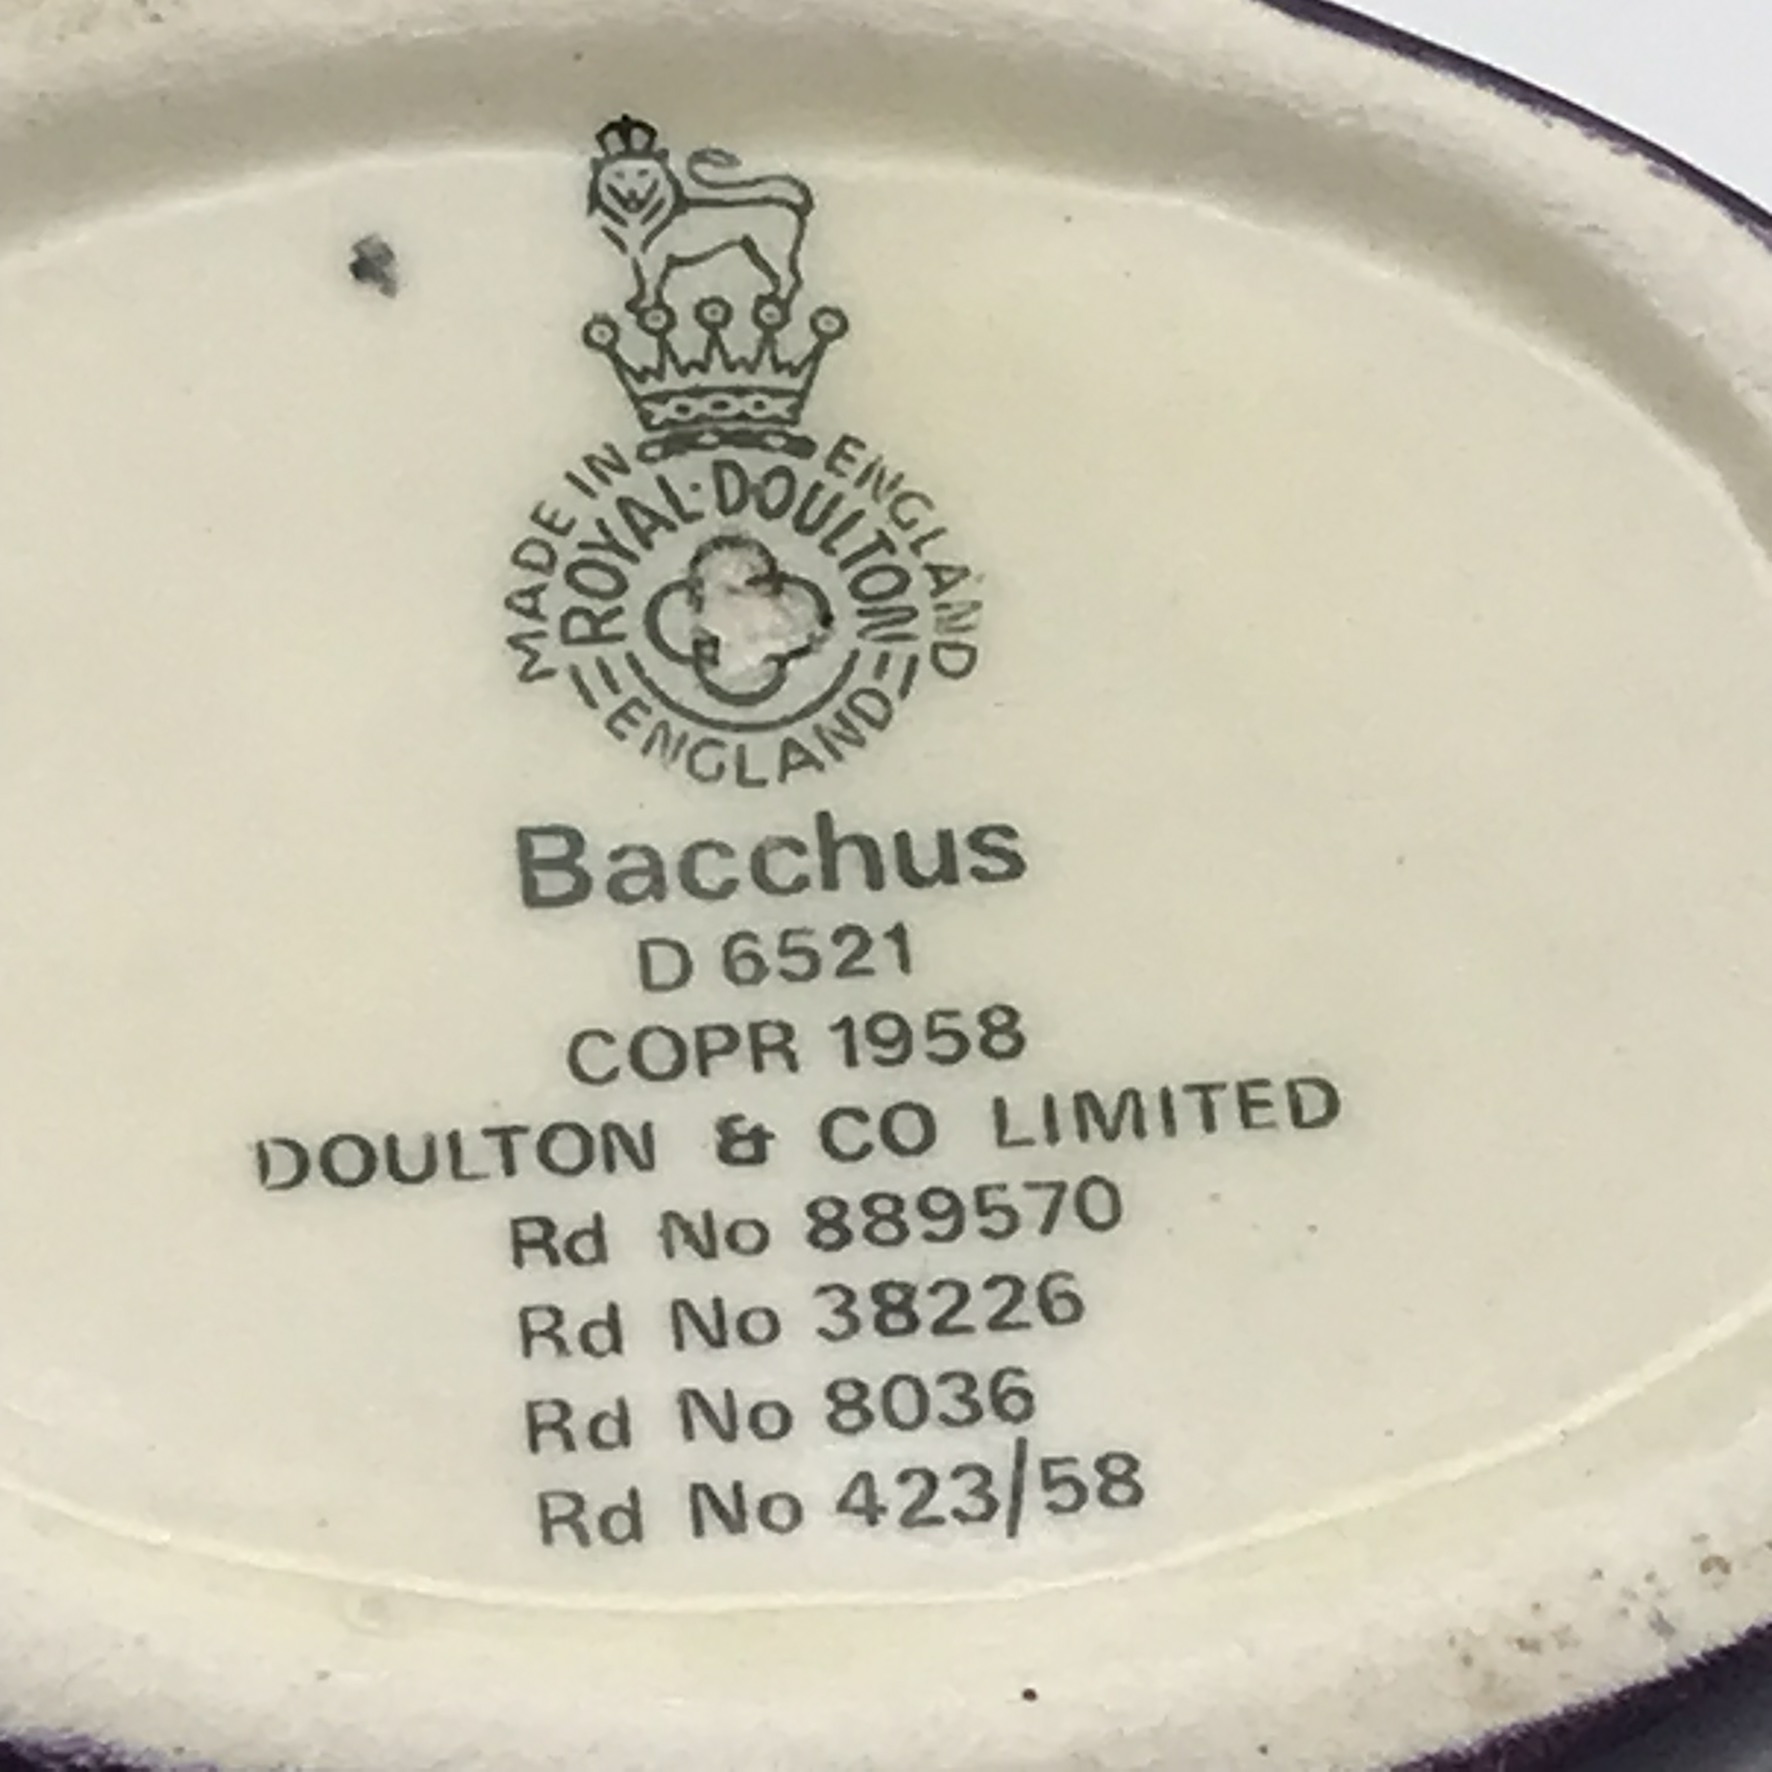 MADE IN ENGLAND
ROYAL·DOULTON
ENGLAND
Bacchus
D 6521
COPR 1958
DOULTON & CO LIMITED
Rd No 889570
Rd No 38226
Rd No 8036
Rd No 423/58